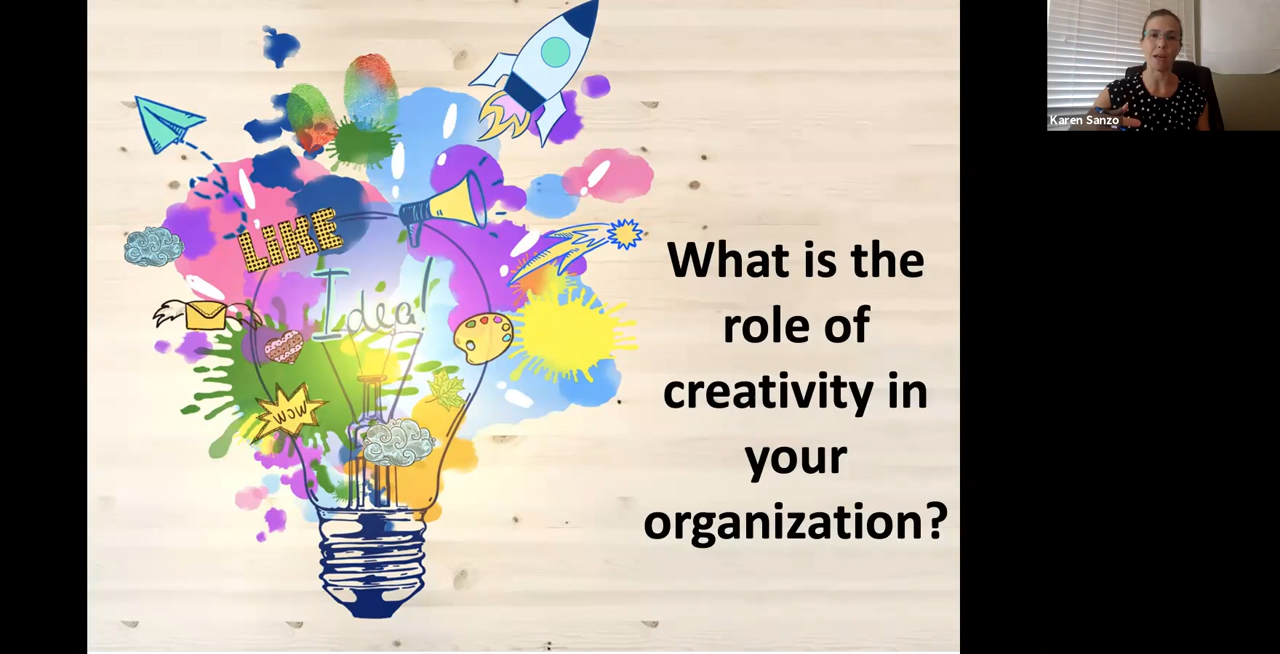 Karen Sanzo
LIKE
Idea!
WOW
What is the
role of
creativity in
your
organization?